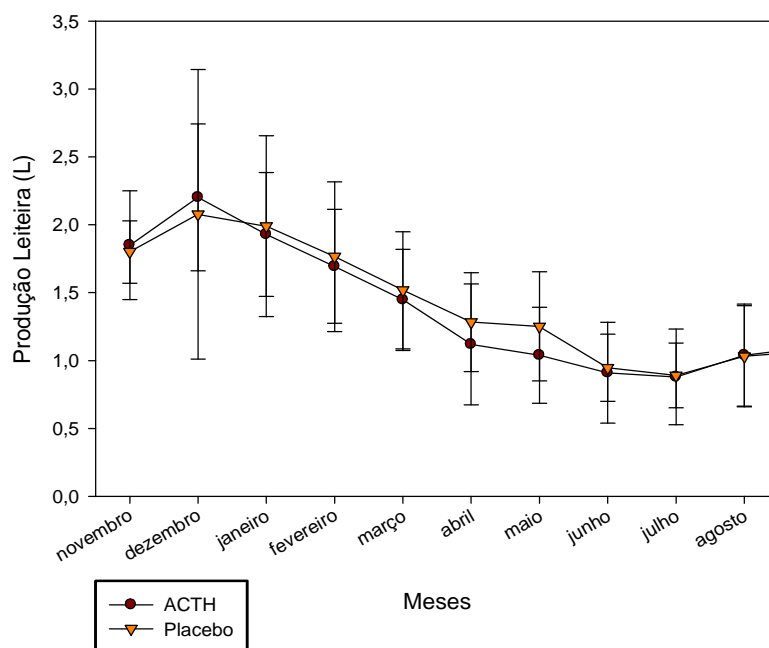 3,5
3,0
2,5
2,0
1,5
1,0
0,5
0,0
Produção Leiteira (L)
novembro
dezembro
janeiro
fevereiro
março
abril
maio
junho
julho
agosto
Meses
ACTH
Placebo